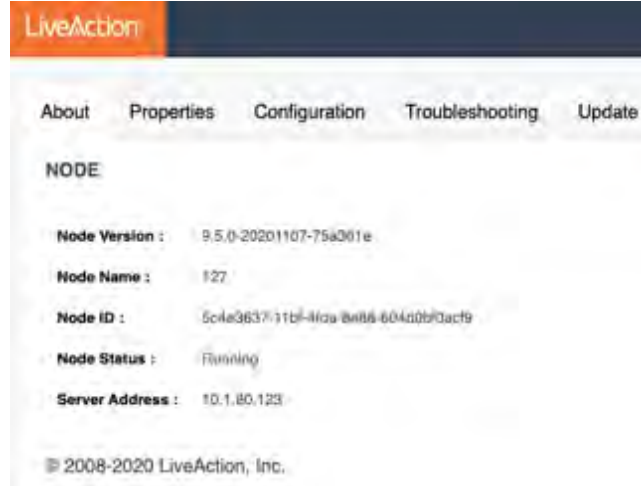 LiveAction
About Properties Configuration Troubleshooting Update
NODE
Node Version : 9.5.0-20201107-75a361e
Node Name : 127
Node ID :
Node Status : Running
Server Address : 10.1.80.123
© 2008-2020 LiveAction, Inc.